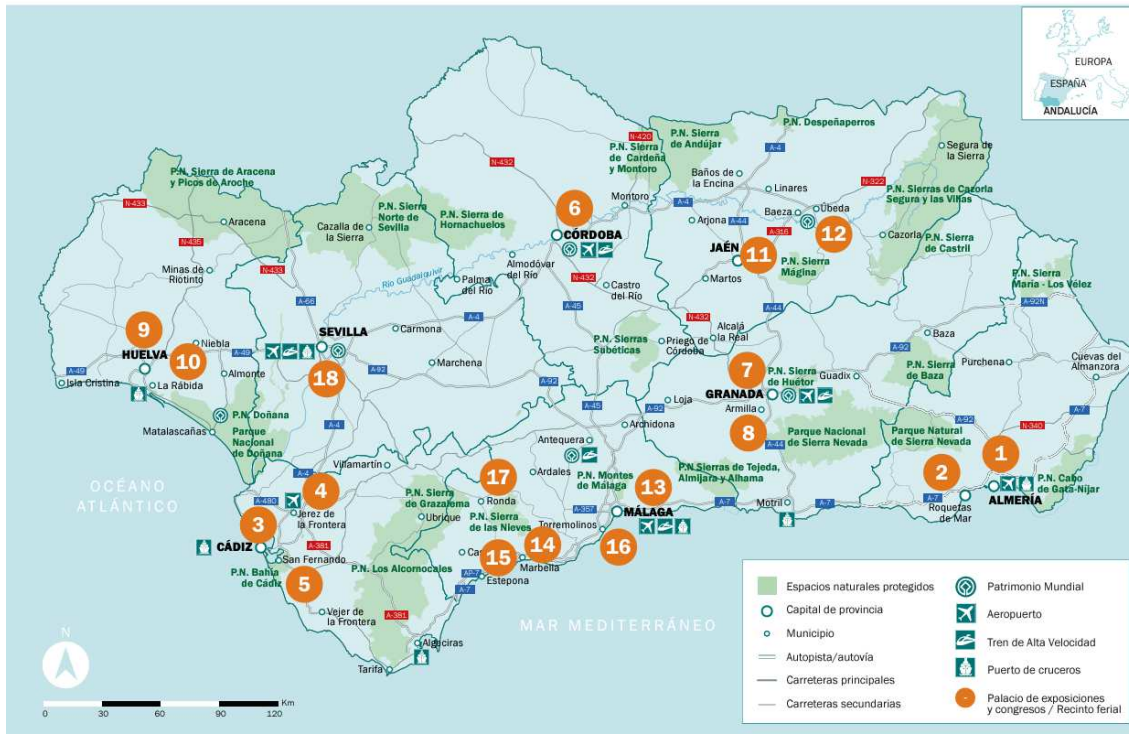 EUROPA
ESPAÑA
ANDALUCÍA
P.N. Despeñaperros
P.N. Sierra
de Andújar
N-420
P.N. Sierra
de Cardeña
y Montoro
A-4
Segura de
la Sierra
N-432
P.N. Sierra de Aracena
y Picos de Aroche
Baños de
la Encina
Linares
N-322
P.N. Sierras de Cazorla
Segura y las Villas
N-433
Aracena
P.N. Sierra
Norte de
Sevilla
Cazalla de
la Sierra
P.N. Sierra de
Hornachuelos
6
Montoro
A-4
Arjona
A-44
Baeza
Úbeda
12
CÓRDOBA
A-316
Cazorla
P.N. Sierra
de Castril
N-435
JAÉN
11
Minas de
Riotinto
N-433
Río Guadalquivir
Almodóvar
del Río
Palma
del Río
N-432
Castro
del Río
Martos
P.N. Sierra
Mágina
P.N. Sierra
María - Los Vélez
A-92N
A-66
A-4
A-45
A-44
N-432
Alcalá
la Real
9
HUELVA
10
Niebla
SEVILLA
Carmona
P.N. Sierras
Subéticas
Priego de
Córdoba
Baza
A-92
A-49
A-49
Marchena
7
P.N. Sierra
de Huétor
Guadix
P.N. Sierra
de Baza
Purchena
Cuevas del
Almanzora
Isla Cristina
La Rábida
Almonte
18
A-92
A-92
GRANADA
Loja
A-92
Armilla
A-7
Matalascañas
P.N. Doñana
Parque
Nacional
de Doñana
A-4
A-45
Archidona
8
A-44
Parque Nacional
de Sierra Nevada
Parque Natural
de Sierra Nevada
A-92
N-340
Antequera
Villamartín
A-4
17
Ardales
P.N. Montes
de Málaga
P.N. Sierras de Tejeda,
Almijara y Alhama
2
1
P.N. Cabo
de Gata-Níjar
OCÉANO
ATLÁNTICO
A-480
4
P.N. Sierra
de Grazalema
Ronda
13
A-7
Motril
A-7
A-7
ALMERÍA
Roquetas
de Mar
3
Jerez de
la Frontera
Ubrique
P.N. Sierra
de las Nieves
A-357
MÁLAGA
Torremolinos
CÁDIZ
A-381
16
San Fernando
14
15
Cas
Marbella
P.N. Bahía
de Cádiz
5
P.N. Los Alcornocales
AP-7
Estepona
A-7
Vejer de
la Frontera
A-381
MAR MEDITERRÁNEO
Algeciras
Tarifa
N
Km
0 30 60 90 120
Espacios naturales protegidos
Capital de provincia
Municipio
Autopista/autovía
Carreteras principales
Carreteras secundarias
Patrimonio Mundial
Aeropuerto
Tren de Alta Velocidad
Puerto de cruceros
Palacio de exposiciones
y congresos / Recinto ferial